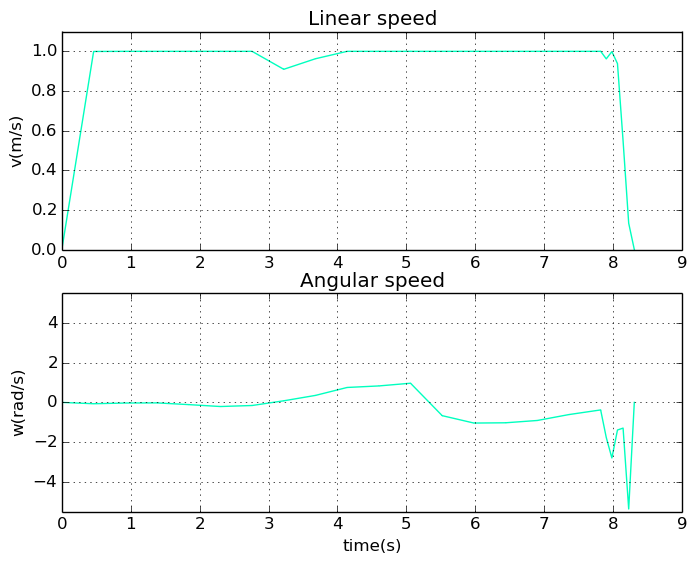 Linear speed
1.0
0.8
0.6
0.4
0.2
0.0
v(m/s)
0 1 2 3 4 5 6 7 8 9
Angular speed
4
2
0
−2
−4
w(rad/s)
0 1 2 3 4 5 6 7 8 9
time(s)